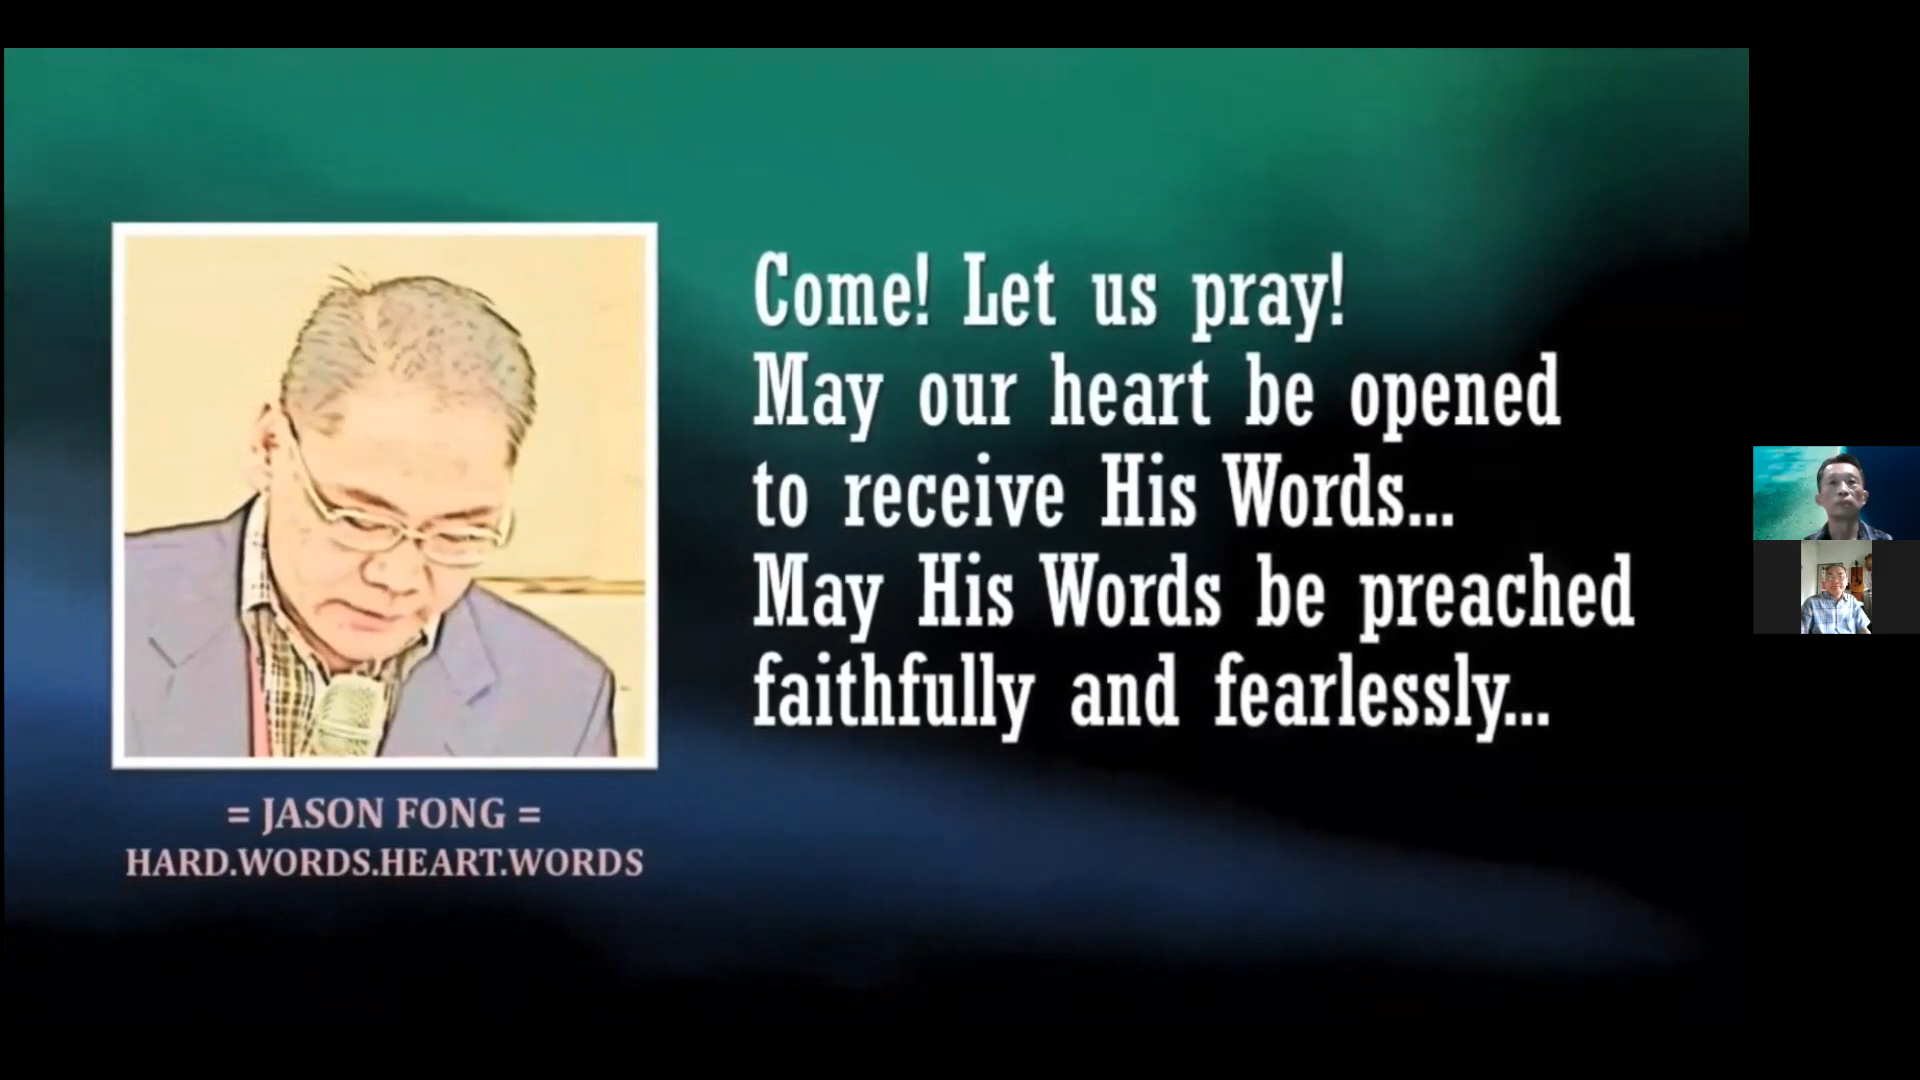 Come! Let us pray!
May our heart be opened
to receive His Words...
May His Words be preached
faithfully and fearlessly...
= JASON FONG =
HARD.WORDS.HEART.WORDS